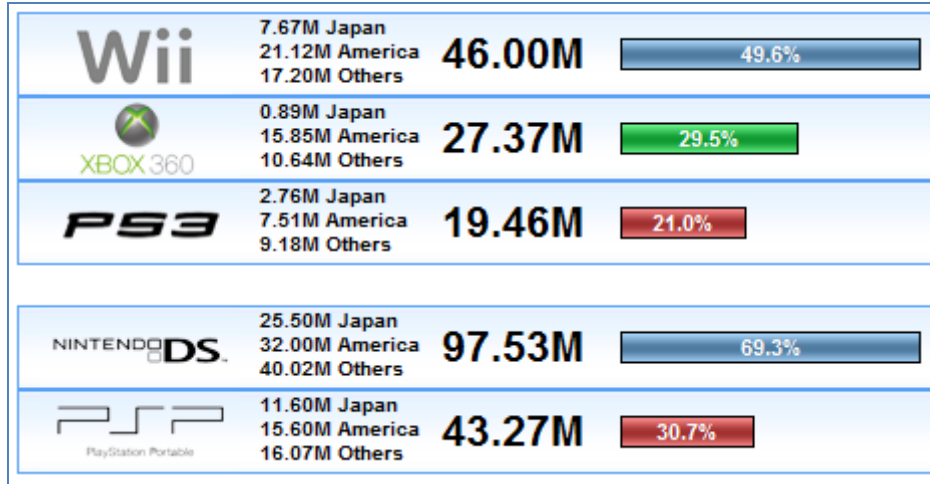 Wii
7.67M Japan
21.12M America
17.20M Others
46.00M
49.6%
XBOX 360
0.89M Japan
15.85M America
10.64M Others
27.37M
29.5%
PS3
2.76M Japan
7.51M America
9.18M Others
19.46M
21.0%
NINTENDO DS™
25.50M Japan
32.00M America
40.02M Others
97.53M
69.3%
PSP
PlayStation Portable
11.60M Japan
15.60M America
16.07M Others
43.27M
30.7%